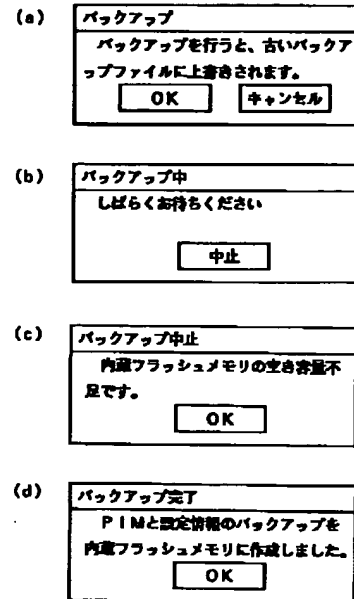 (a)
バックアップ
バックアップを行うと、古いバックア
ップファイルに上書きされます。
OK キャンセル
(b)
バックアップ中
しばらくお待ちください
中止
(c)
バックアップ中止
内蔵フラッシュメモリの空き容量不
足です。
OK
(d)
バックアップ完了
PIMと設定情報のバックアップを
内蔵フラッシュメモリに作成しました。
OK